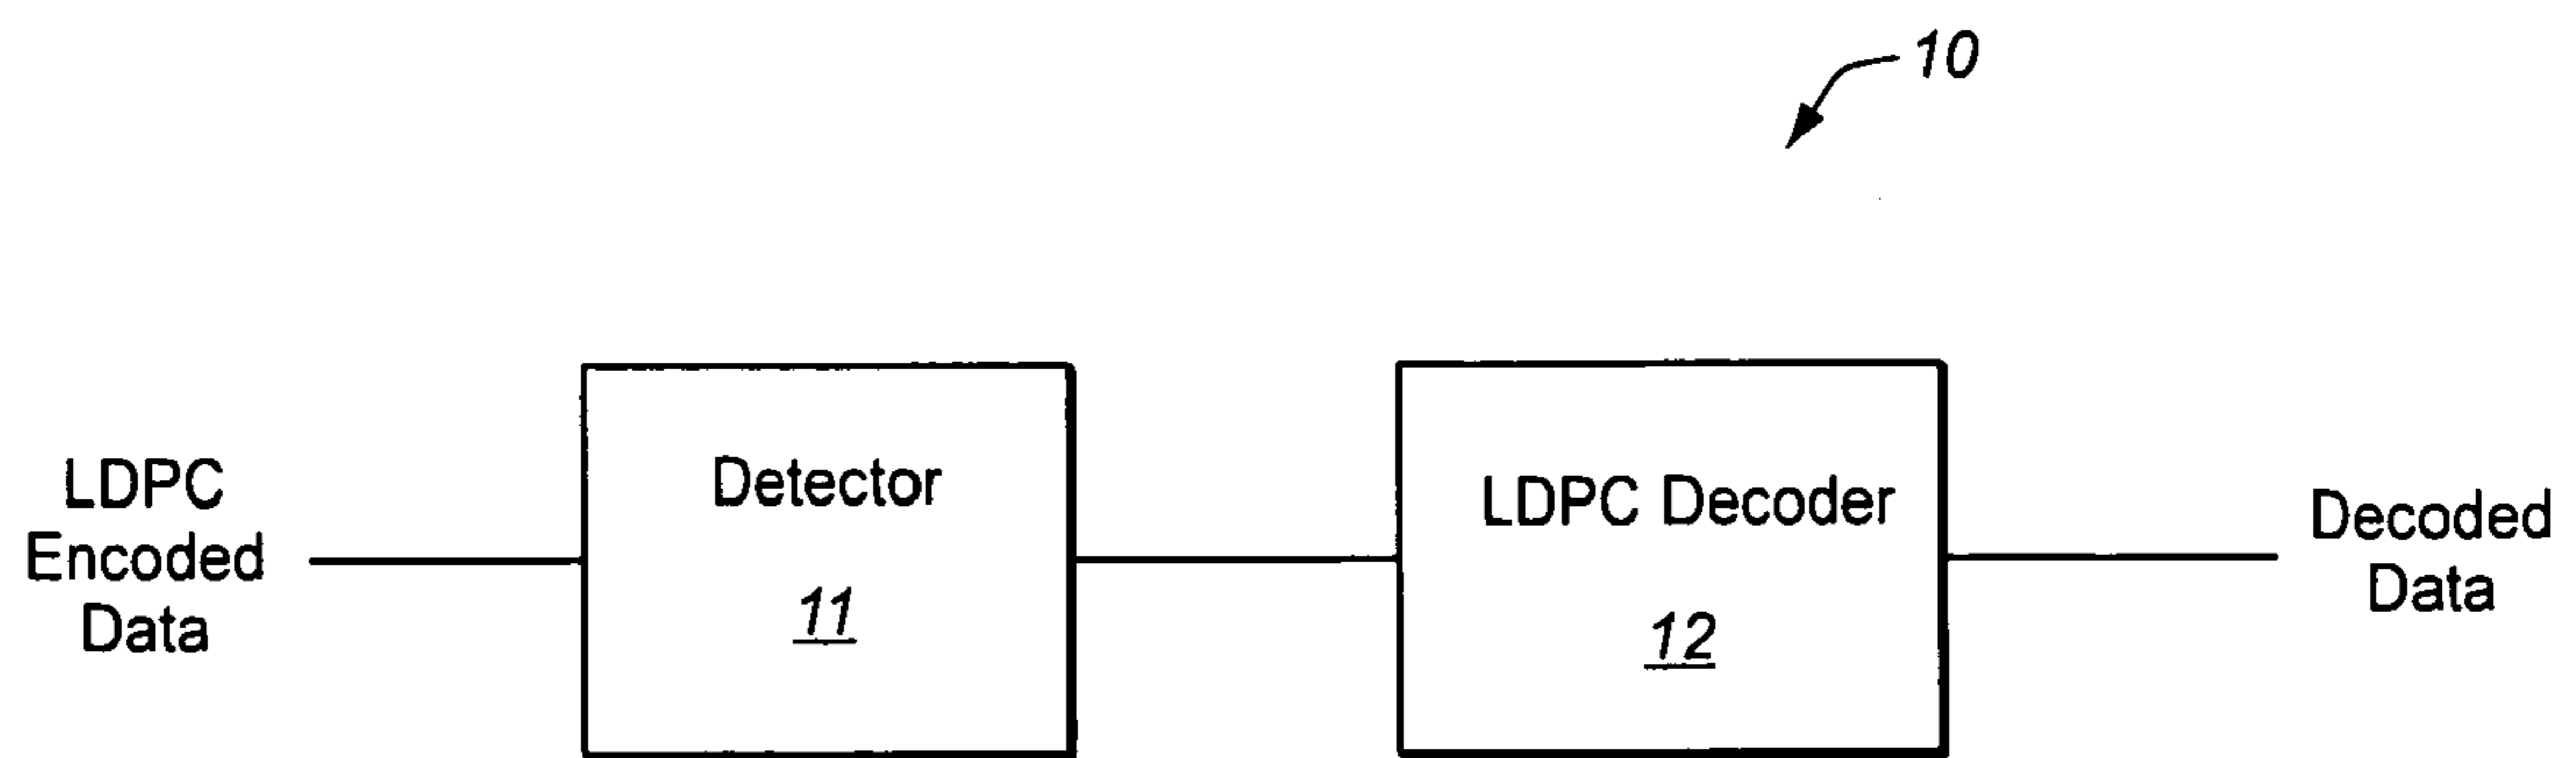 10
LDPC
Encoded
Data
Detector
11
LDPC Decoder
12
Decoded
Data